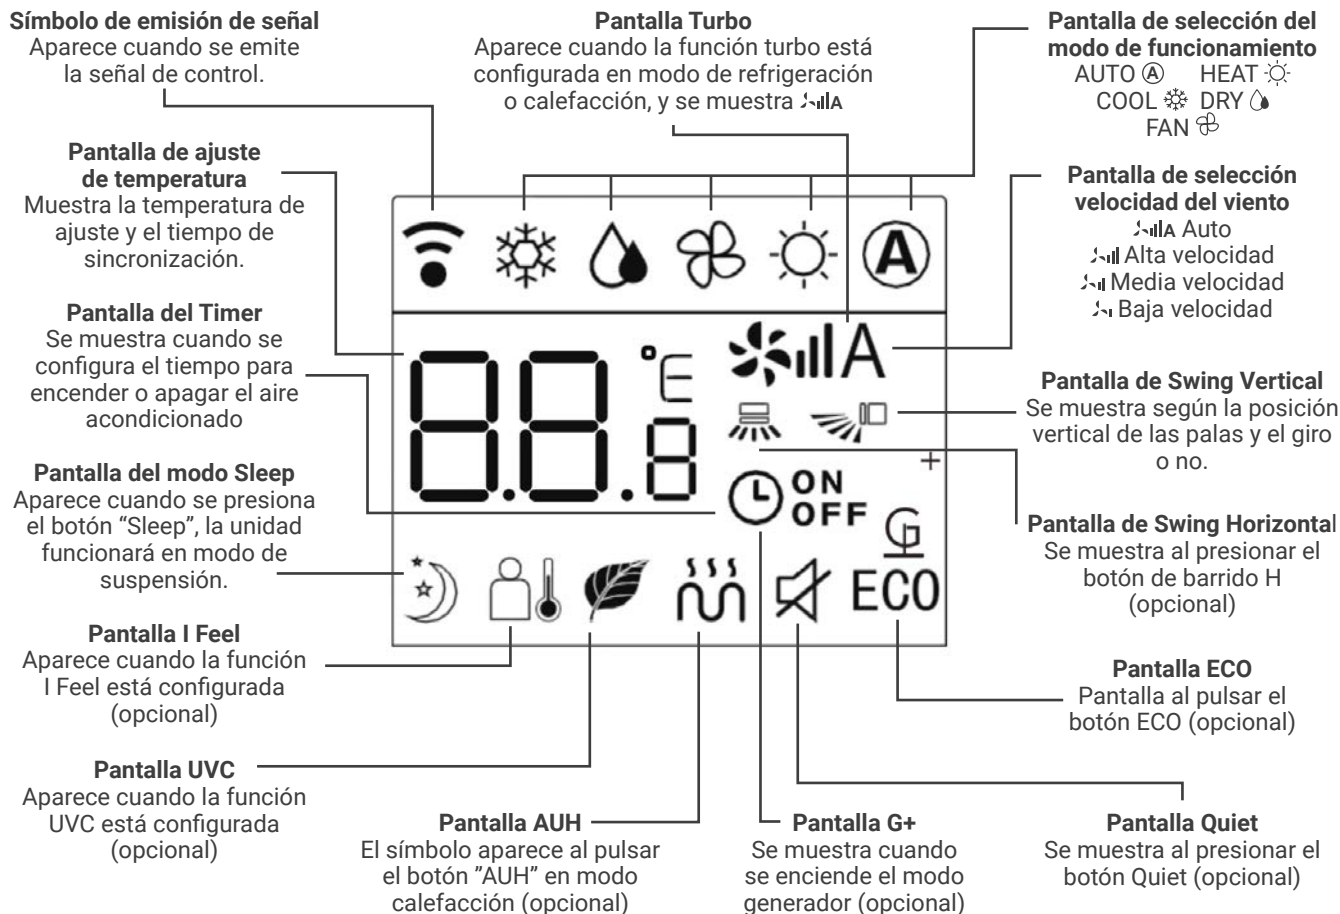 Símbolo de emisión de señal
Aparece cuando se emite
la señal de control.
Pantalla Turbo
Aparece cuando la función turbo está
configurada en modo de refrigeración
o calefacción, y se muestra A
Pantalla de selección del
modo de funcionamiento
AUTO A HEAT
COOL DRY
FAN
Pantalla de ajuste
de temperatura
Muestra la temperatura de
ajuste y el tiempo de
sincronización.
Pantalla de selección
velocidad del viento
A Auto
Alta velocidad
Media velocidad
Baja velocidad
Pantalla del Timer
Se muestra cuando se
configura el tiempo para
encender o apagar el aire
acondicionado
Pantalla de Swing Vertical
Se muestra según la posición
vertical de las palas y el giro
o no.
Pantalla del modo Sleep
Aparece cuando se presiona
el botón “Sleep”, la unidad
funcionará en modo de
suspensión.
Pantalla de Swing Horizontal
Se muestra al presionar el
botón de barrido H
(opcional)
A
88.8 °E
A
ON
OFF
G+
ECO
Pantalla I Feel
Aparece cuando la función
I Feel está configurada
(opcional)
Pantalla ECO
Pantalla al pulsar el
botón ECO (opcional)
Pantalla UVC
Aparece cuando la función
UVC está configurada
(opcional)
Pantalla AUH
El símbolo aparece al pulsar
el botón ”AUH” en modo
calefacción (opcional)
Pantalla G+
Se muestra cuando
se enciende el modo
generador (opcional)
Pantalla Quiet
Se muestra al presionar el
botón Quiet (opcional)